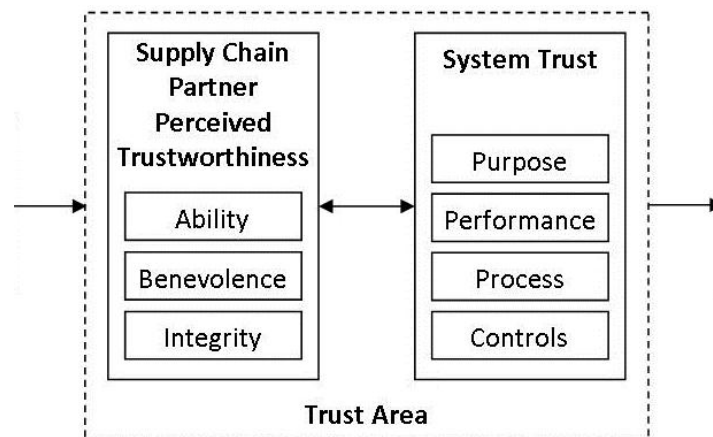 Supply Chain
Partner
Perceived
Trustworthiness
Ability
Benevolence
Integrity
System Trust
Purpose
Performance
Process
Controls
Trust Area